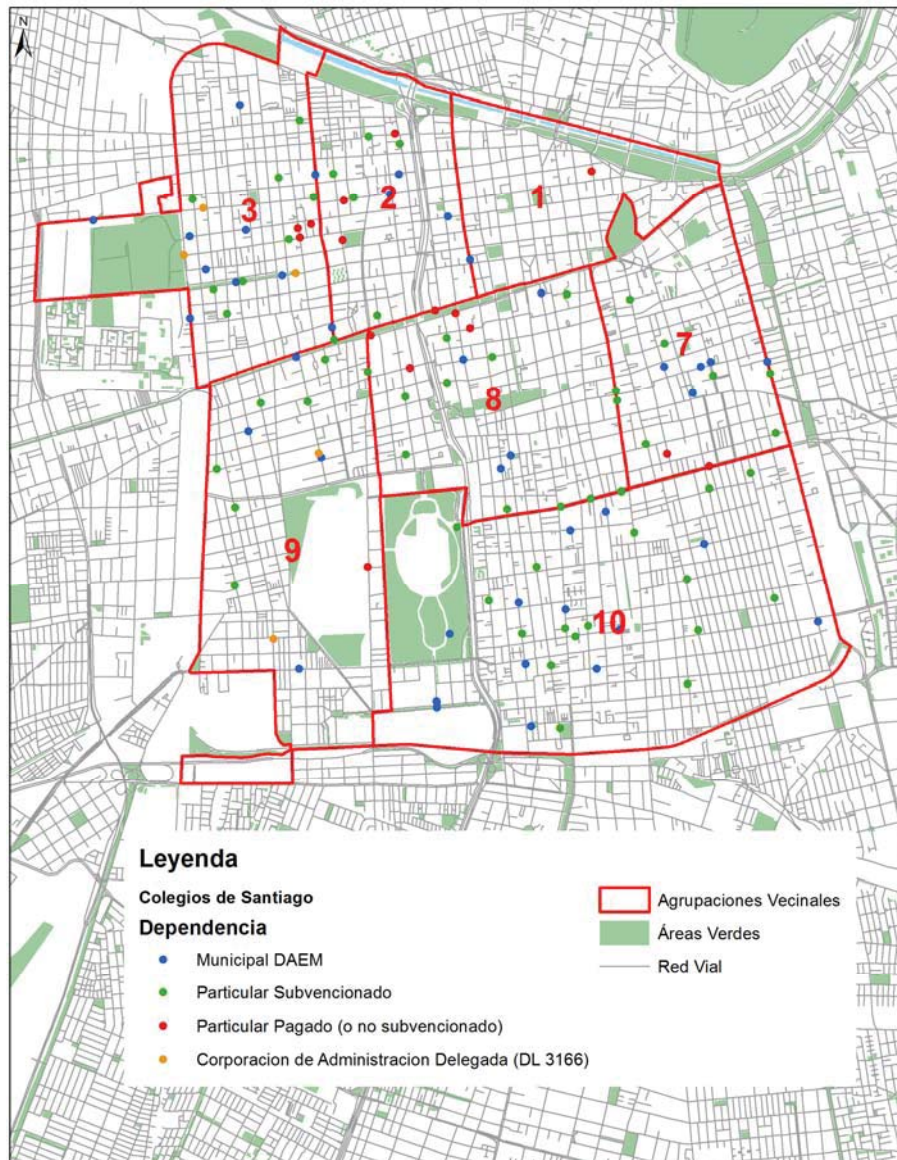 N
3
2
1
7
8
9
10
Leyenda
Colegios de Santiago
Dependencia
Municipal DAEM
Particular Subvencionado
Particular Pagado (o no subvencionado)
Corporacion de Administracion Delegada (DL 3166)
Agrupaciones Vecinales
Áreas Verdes
Red Vial